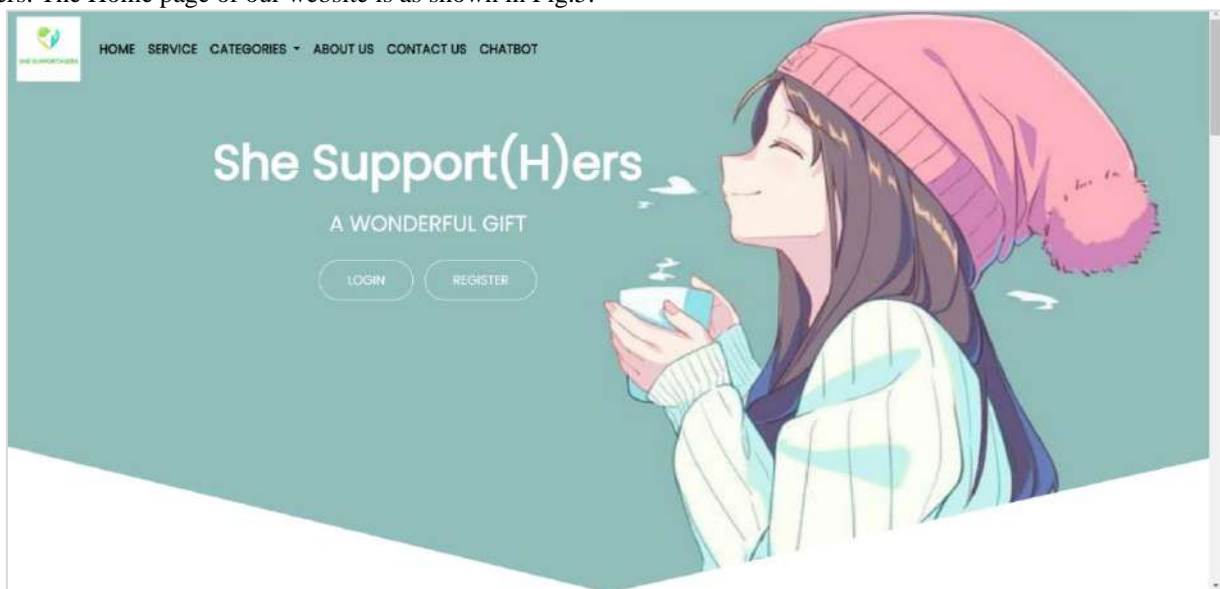 ers. The Home page of our website is as shown in Fig.3.
HOME SERVICE CATEGORIES ABOUT US CONTACT US CHATBOT
She Support(H)ers
A WONDERFUL GIFT
LOGIN REGISTER